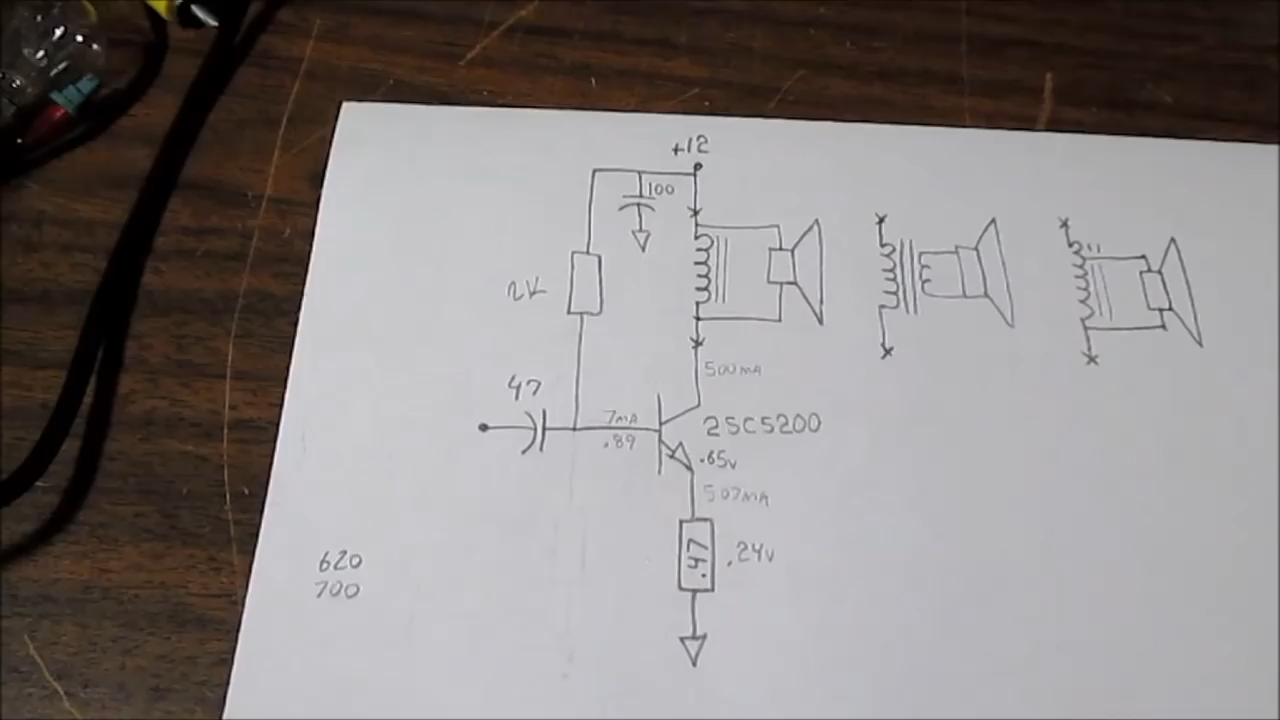 +12
100
2K
47
500MA
7MA
.89
2SC5200
.65v
507MA
.47
.24v
620
700